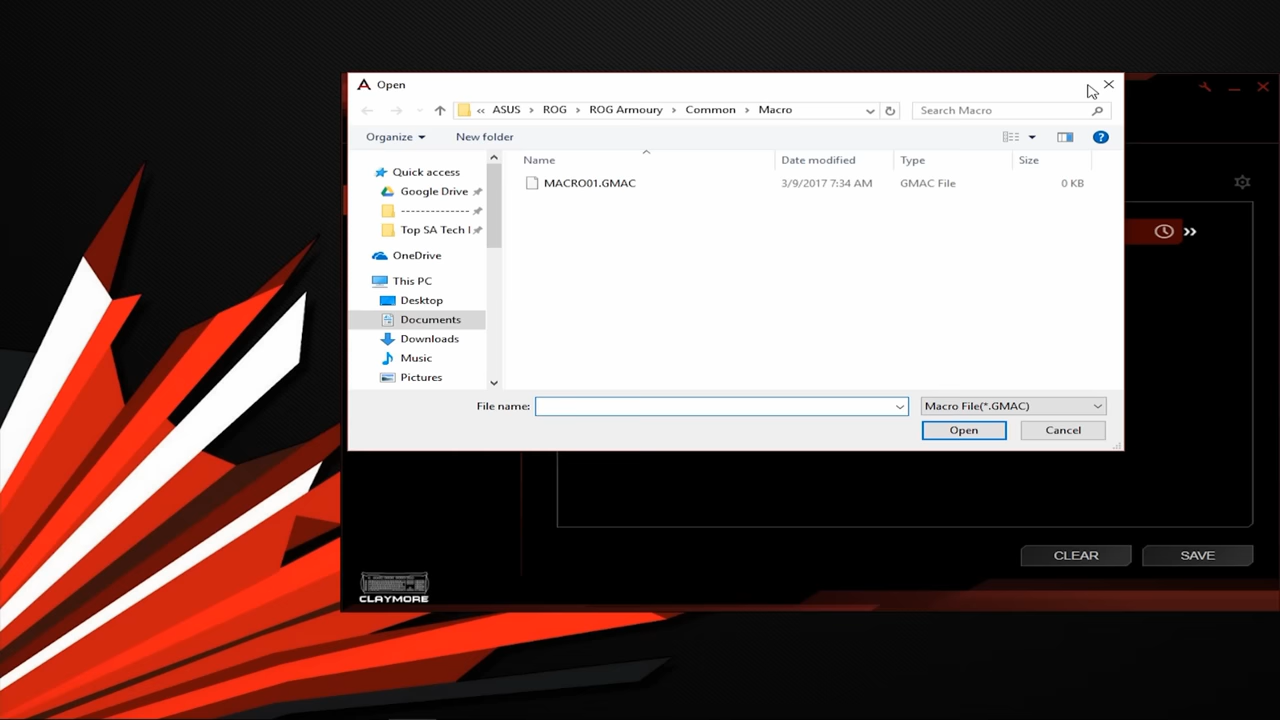 Open
« ASUS > ROG > ROG Armoury > Common > Macro
Search Macro
Organize
New folder
?
Name
Date modified
Type
Size
MACRO01.GMAC
3/9/2017 7:34 AM
GMAC File
0 KB
Quick access
Google Drive
--------------
Top SA Tech I
OneDrive
This PC
Desktop
Documents
Downloads
Music
Pictures
File name:
Macro File(*.GMAC)
Open
Cancel
CLEAR
SAVE
CLAYMORE